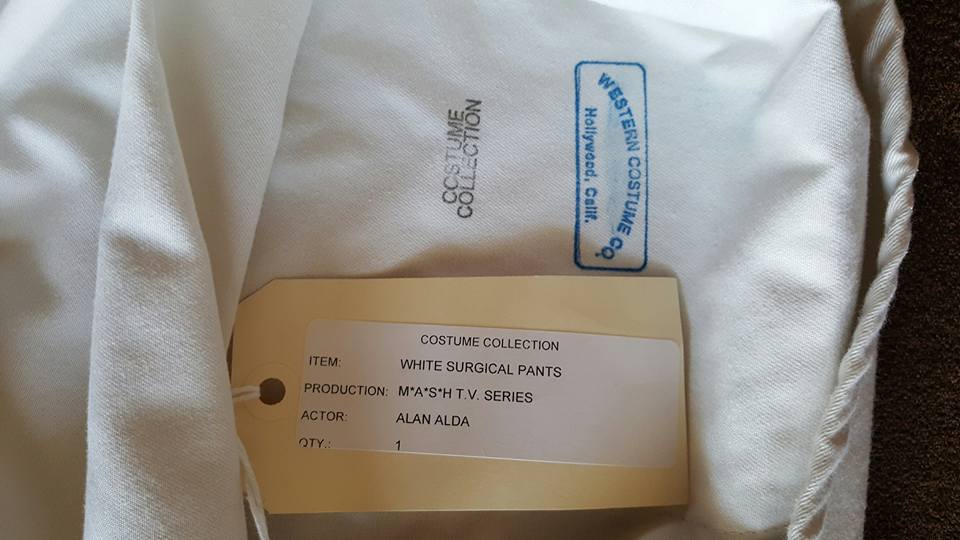 COSTUME
COLLECTION
WESTERN COSTUME CO.
Hollywood, Calif.
COSTUME COLLECTION
ITEM: WHITE SURGICAL PANTS
PRODUCTION: M*A*S*H T.V. SERIES
ACTOR: ALAN ALDA
QTY.: 1